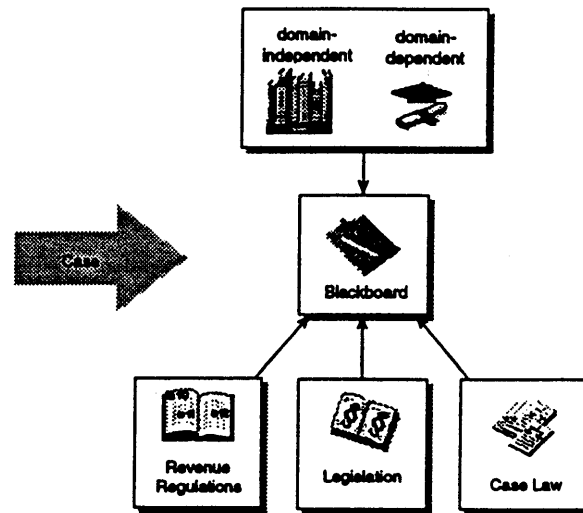 domain-
independent
domain-
dependent
Case
Blackboard
Revenue
Regulations
Legislation
Case Law